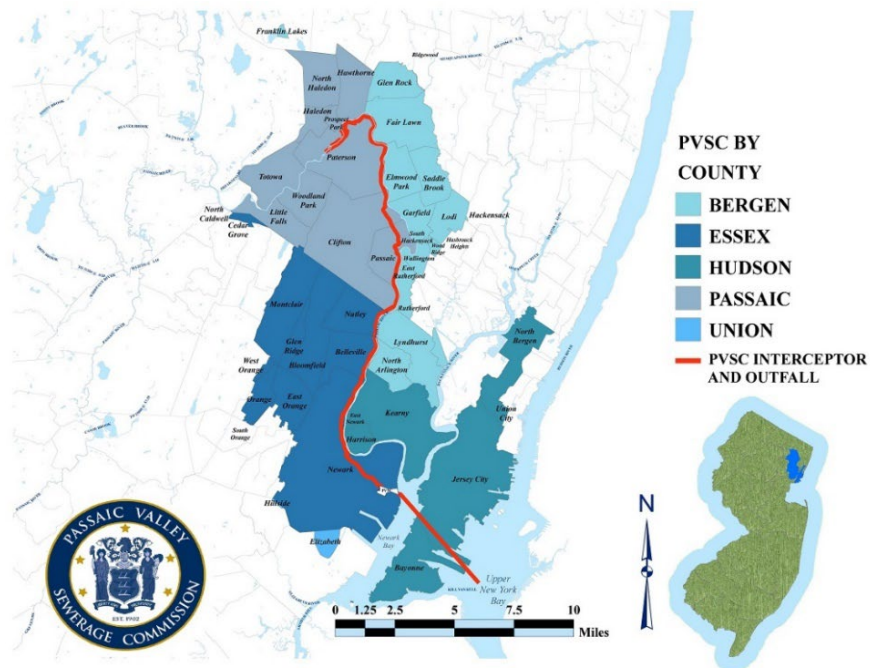 Franklin Lakes
Ridgewood
Hawthorne
North
Haledon
Glen Rock
Haledon
Prospect
Park
Fair Lawn
Paterson
Totowa
Elmwood
Park
Saddle
Brook
Woodland
Park
North
Caldwell
Little
Falls
Cedar
Grove
Garfield
Lodi
Hackensack
South
Hackensack
Hasbrouck
Heights
Wood
Ridge
Clifton
Passaic
Wallington
East
Rutherford
Rutherford
Montclair
Nutley
Lyndhurst
North
Bergen
Glen
Ridge
Belleville
North
Arlington
West
Orange
Bloomfield
Orange
East
Orange
South
Orange
East
Newark
Kearny
Union
City
Harrison
Newark
Jersey City
Hillside
Elizabeth
Newark
Bay
Bayonne
KILL VAN KULL
Upper
New York
Bay
PVSC BY
COUNTY
BERGEN
ESSEX
HUDSON
PASSAIC
UNION
PVSC INTERCEPTOR
AND OUTFALL
N
0 1.25 2.5 5 7.5 10
Miles
PASSAIC VALLEY
SEWERAGE COMMISSION
EST. 1902